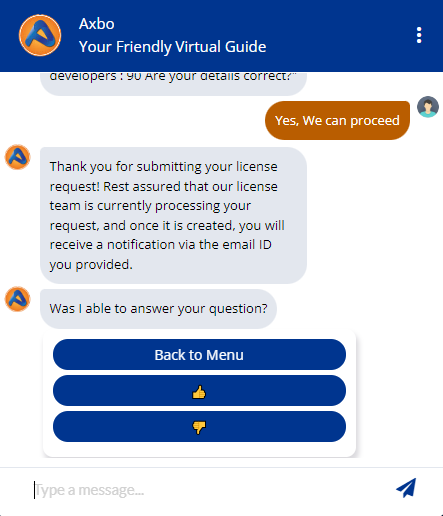 Axbo
Your Friendly Virtual Guide
developers : 90 Are your details correct?"
Yes, We can proceed
Thank you for submitting your license
request! Rest assured that our license
team is currently processing your
request, and once it is created, you will
receive a notification via the email ID
you provided.
Was I able to answer your question?
Back to Menu
👍
👎
Type a message...